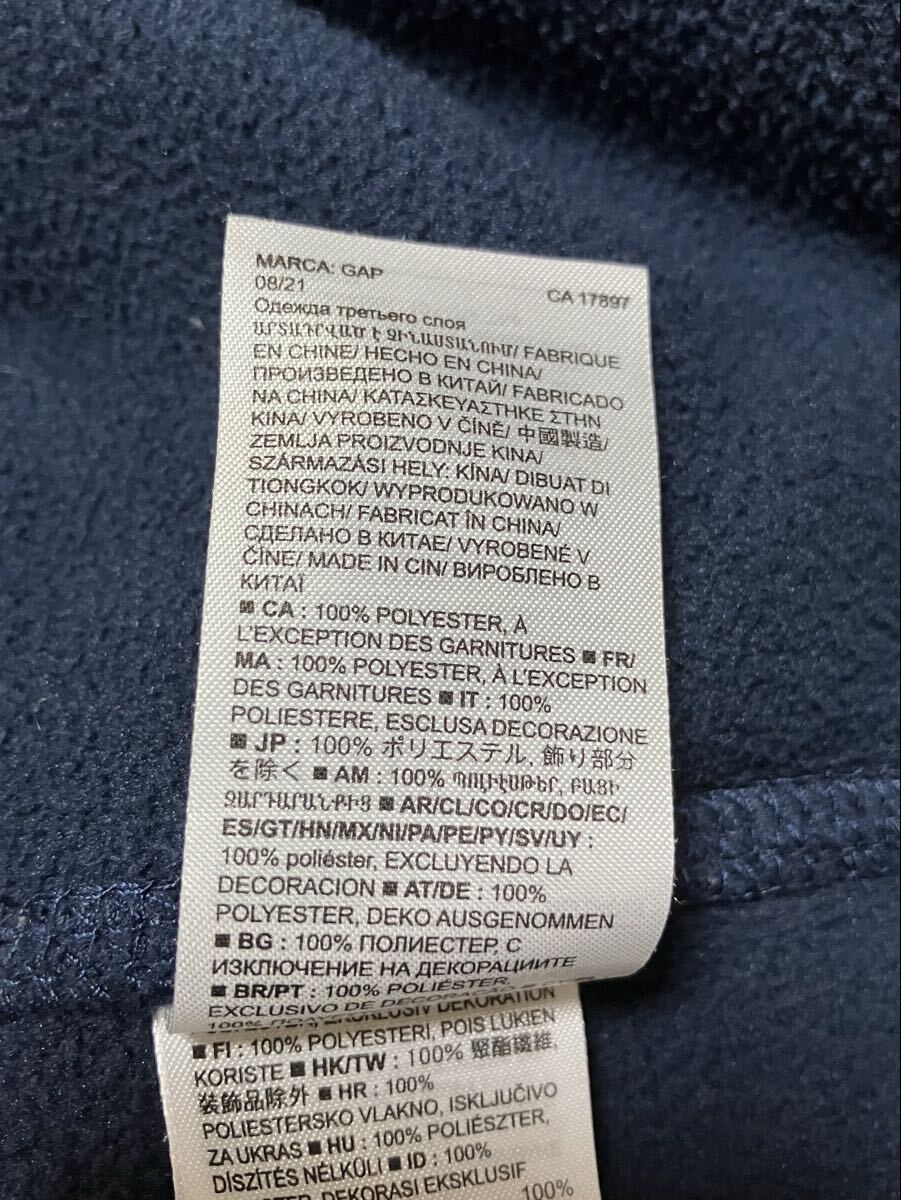 MARCA: GAP
08/21 CA 17897
Одежда третьего слоя
ԱՐՏԱԴՐՎԱԾ Է ՉԻՆԱՍՏԱՆՈՒՄ/ FABRIQUE
EN CHINE/ HECHO EN CHINA/
ПРОИЗВЕДЕНО В КИТАЙ/ FABRICADO
NA CHINA/ ΚΑΤΑΣΚΕΥΑΣΤΗΚΕ ΣΤΗΝ
ΚΙΝΑ/ VYROBENO V ČÍNĚ/ 中國製造/
ZEMLJA PROIZVODNJE KINA/
SZÁRMAZÁSI HELY: KÍNA/ DIBUAT DI
TIONGKOK/ WYPRODUKOWANO W
CHINACH/ FABRICAT ÎN CHINA/
СДЕЛАНО В КИТАЕ/ VYROBENÉ V
ČÍNE/ MADE IN CIN/ ВИРОБЛЕНО В
КИТАЇ
CA : 100% POLYESTER, À
L'EXCEPTION DES GARNITURES FR/
MA : 100% POLYESTER, À L'EXCEPTION
DES GARNITURES IT : 100%
POLIESTERE, ESCLUSA DECORAZIONE
JP : 100% ポリエステル, 飾り部分
を除く AM : 100% ՊՈԼԻԷՍԹԵՐ, ԲԱՑԻ
ԶԱՐԴԱՐԱՆՔԻՑ AR/CL/CO/CR/DO/EC/
ES/GT/HN/MX/NI/PA/PE/PY/SV/UY :
100% poliéster, EXCLUYENDO LA
DECORACION AT/DE : 100%
POLYESTER, DEKO AUSGENOMMEN
BG : 100% ПОЛИЕСТЕР, С
ИЗКЛЮЧЕНИЕ НА ДЕКОРАЦИИТЕ
BR/PT : 100% POLIÉSTER,
EXCLUSIVO DE
DEKORATION
FI : 100% POLYESTERI, POIS LUKIEN
KORISTE HK/TW : 100% 聚酯纖維,
裝飾品除外 HR : 100%
POLIESTERSKO VLAKNO, ISKLJUČIVO
ZA UKRAS HU : 100% POLIÉSZTER,
DÍSZÍTÉS NÉLKÜLI ID : 100%
DEKORASI EKSKLUSIF
100%